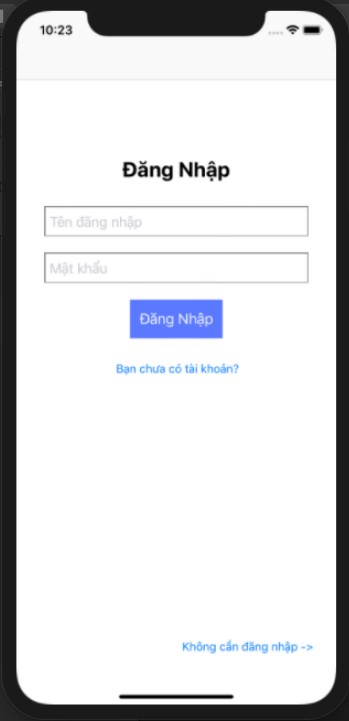 10:23
Đăng Nhập
Tên đăng nhập
Mật khẩu
Đăng Nhập
Bạn chưa có tài khoản?
Không cần đăng nhập ->